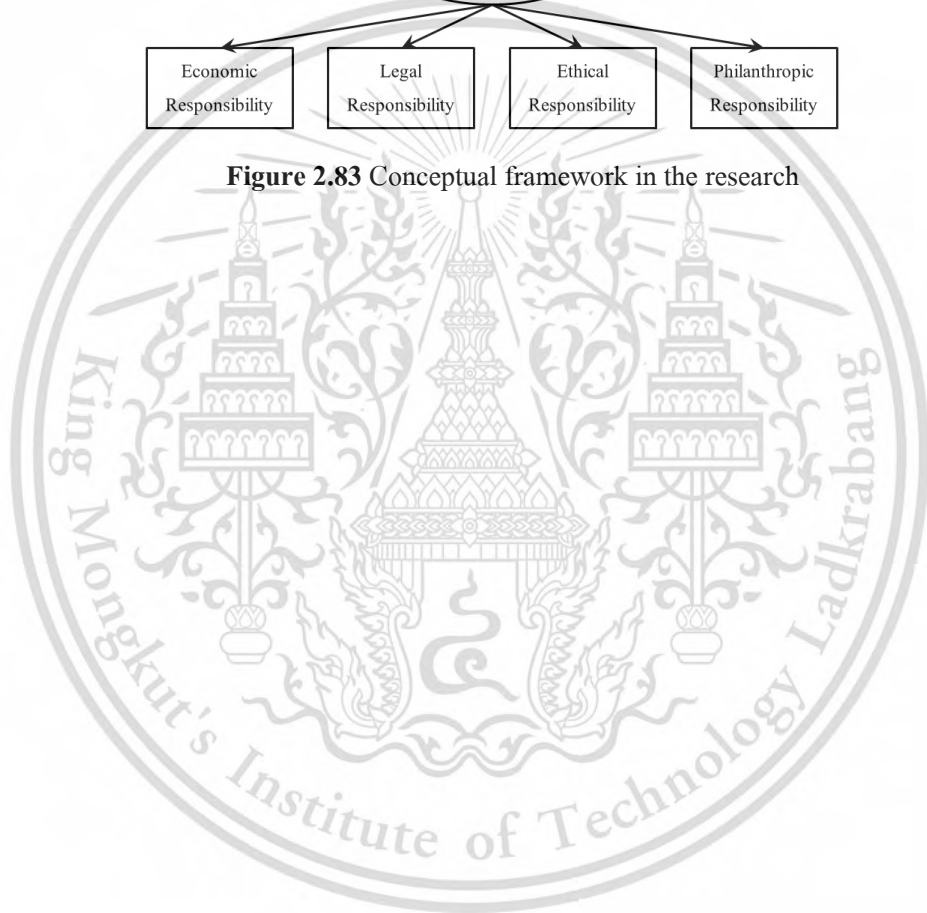 Economic
Responsibility
Legal
Responsibility
Ethical
Responsibility
Philanthropic
Responsibility
Figure 2.83 Conceptual framework in the research
King Mongkut's Institute of Technology Ladkrabang